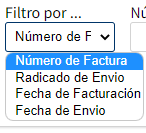 Filtro por ...
Número de F
Número de Factura
Radicado de Envio
Fecha de Facturación
Fecha de Envio